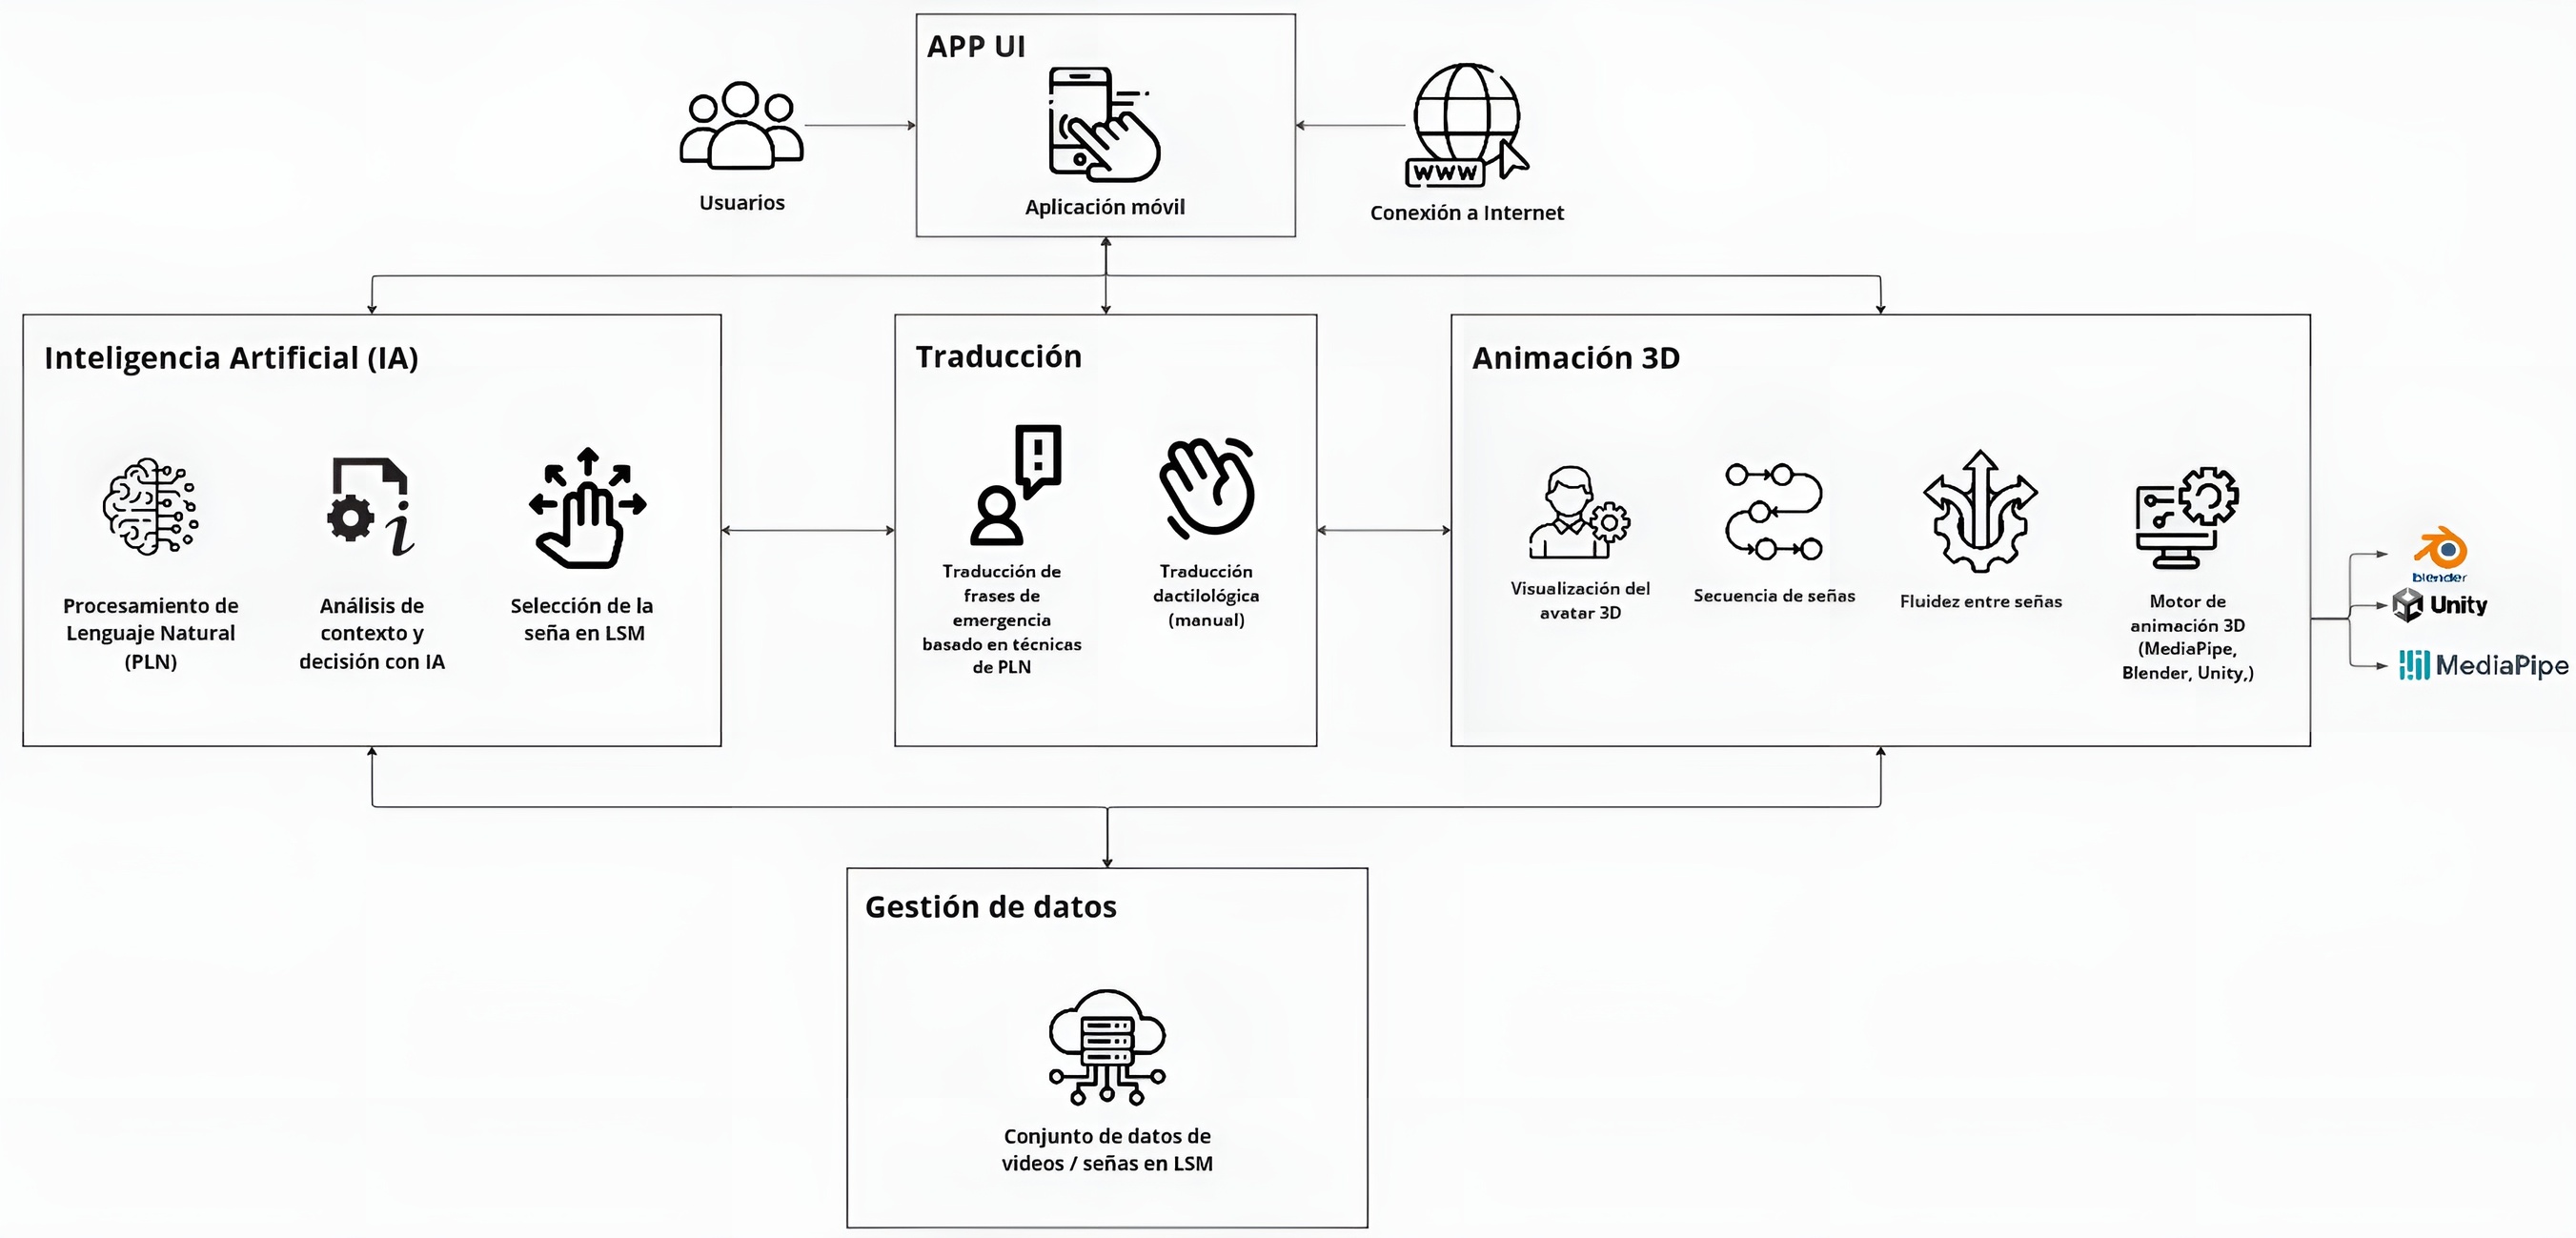 APP UI
Usuarios
Aplicación móvil
WWW
Conexión a Internet
Inteligencia Artificial (IA)
Procesamiento de
Lenguaje Natural
(PLN)
Análisis de
contexto y
decisión con IA
Selección de la
seña en LSM
Traducción
Traducción de
frases de
emergencia
basado en técnicas
de PLN
Traducción
dactilológica
(manual)
Animación 3D
Visualización del
avatar 3D
Secuencia de señas
Fluidez entre señas
Motor de
animación 3D
(MediaPipe,
Blender, Unity,)
blender
Unity
MediaPipe
Gestión de datos
Conjunto de datos de
videos / señas en LSM